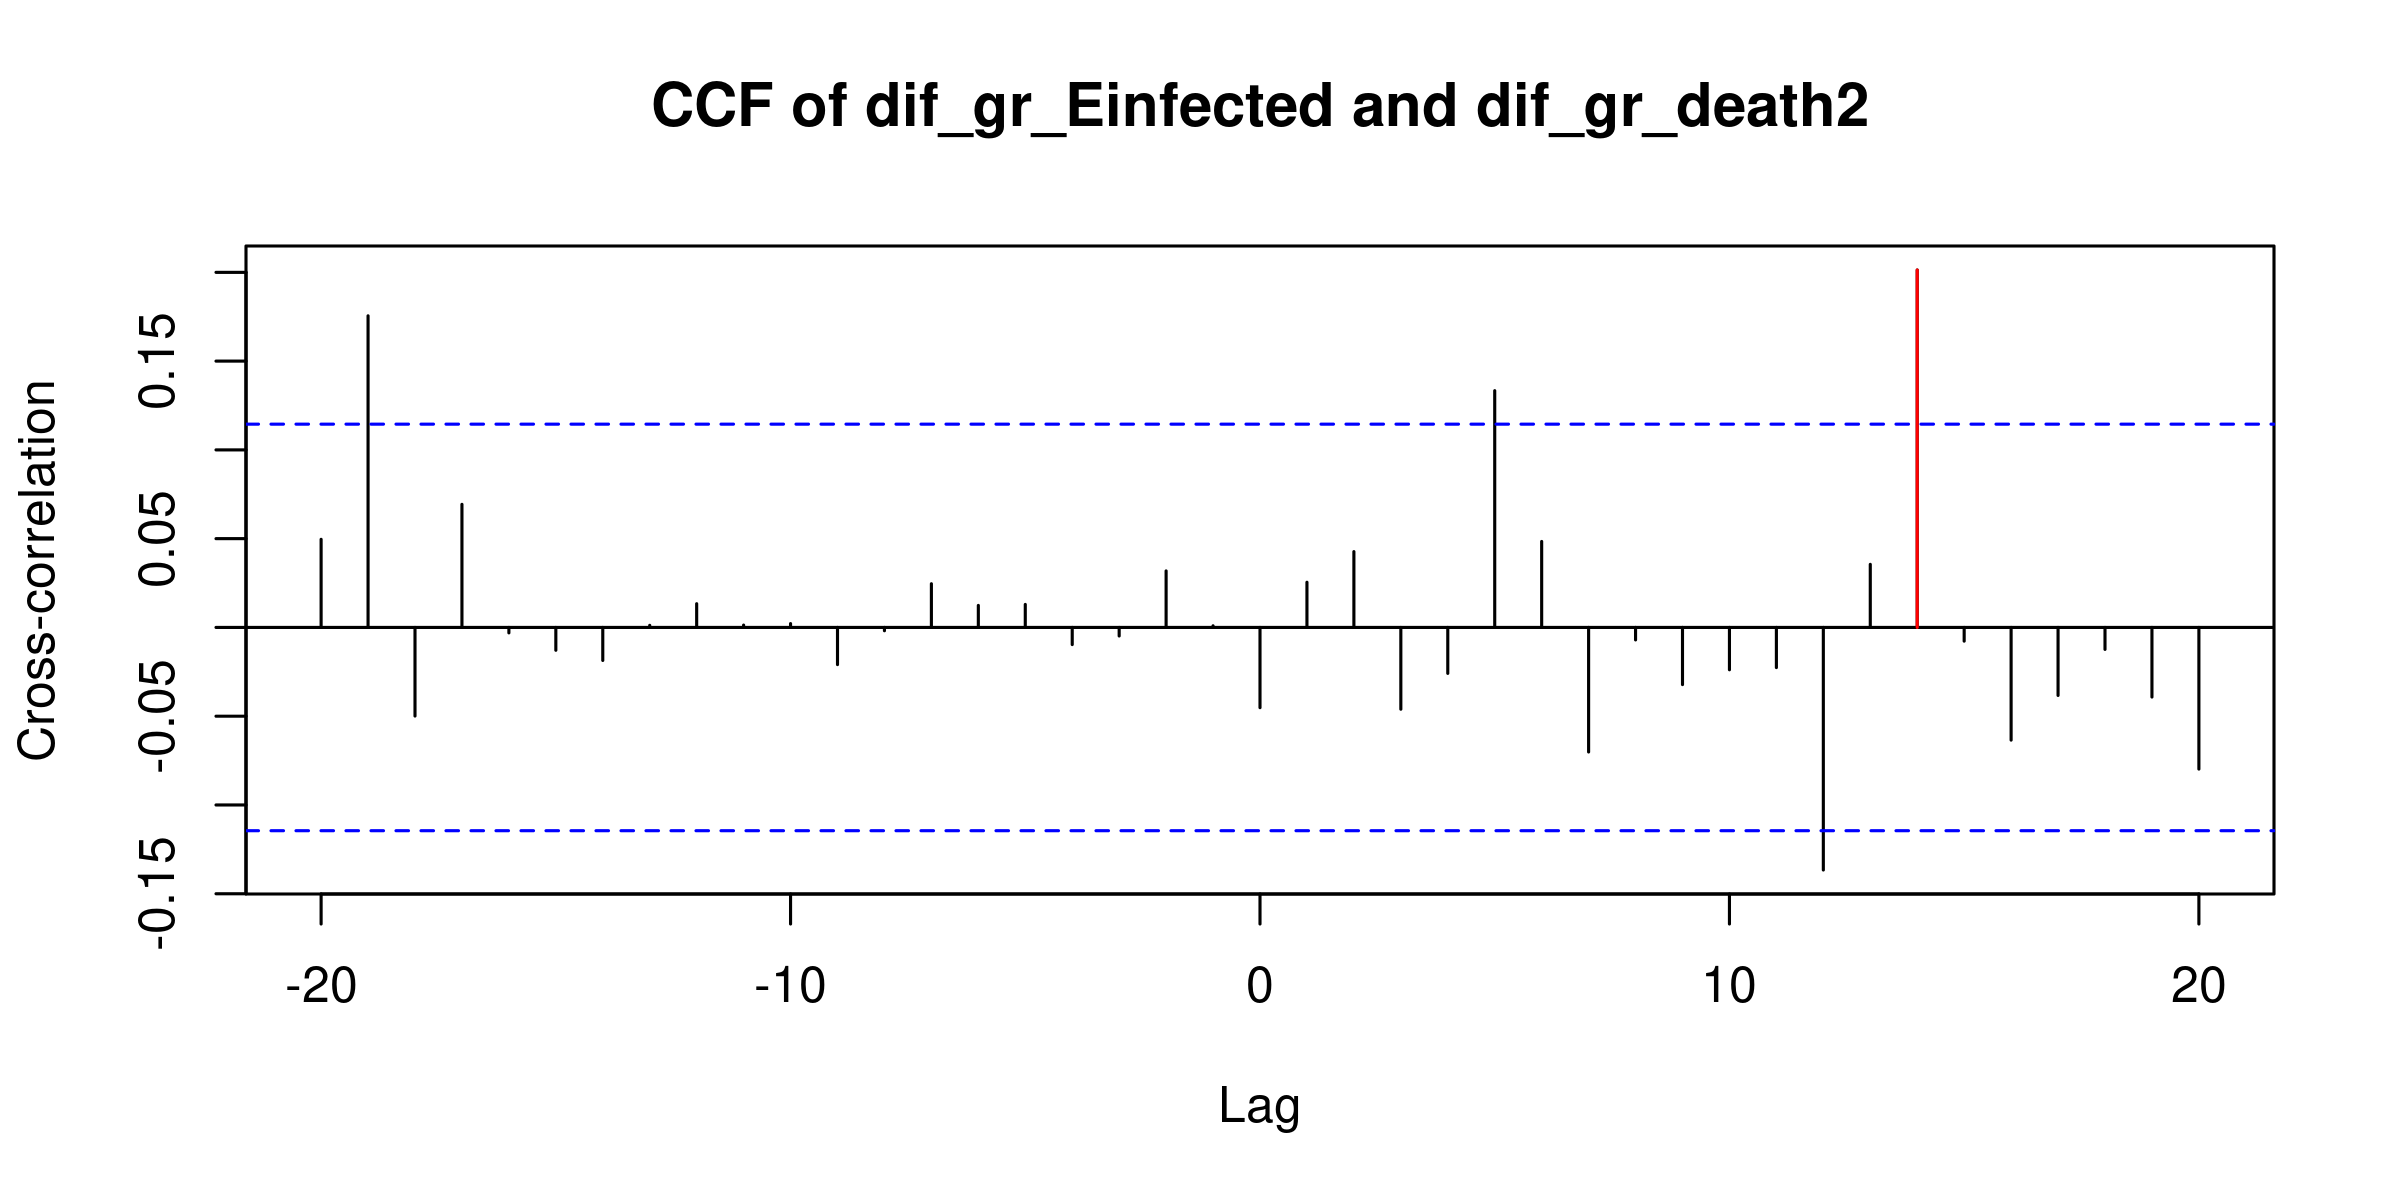 CCF of dif_gr_Einfected and dif_gr_death2
Cross-correlation
0.15
0.05
-0.05
-0.15
-20 -10 0 10 20
Lag